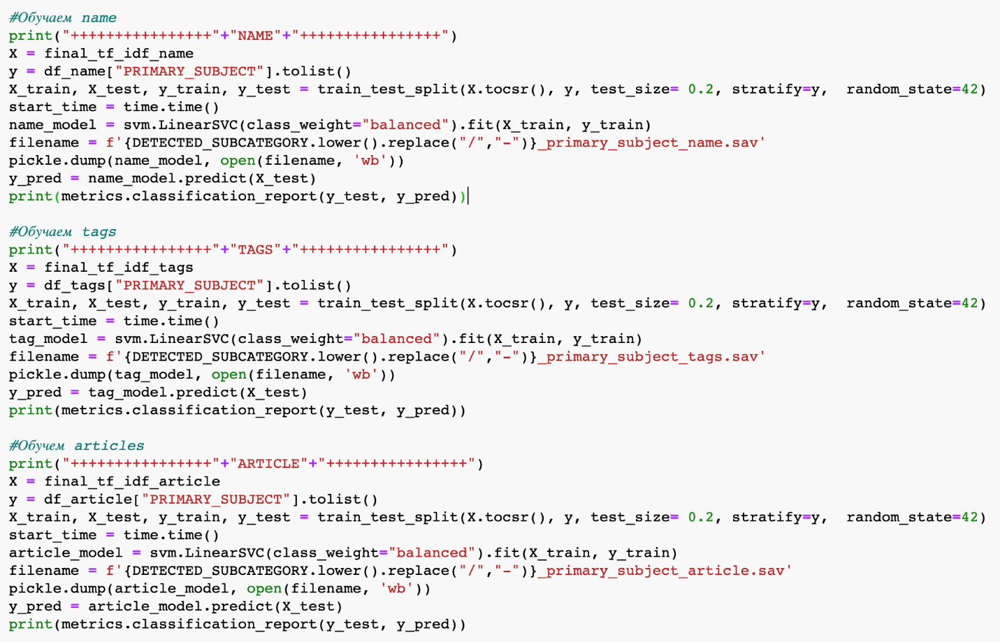 #Обучаем name
print("++++++++++++++++"+"NAME"+"++++++++++++++++")
X = final_tf_idf_name
y = df_name["PRIMARY_SUBJECT"].tolist()
X_train, X_test, y_train, y_test = train_test_split(X.tocsr(), y, test_size= 0.2, stratify=y,  random_state=42)
start_time = time.time()
name_model = svm.LinearSVC(class_weight="balanced").fit(X_train, y_train)
filename = f'{DETECTED_SUBCATEGORY.lower().replace("/","-")}_primary_subject_name.sav'
pickle.dump(name_model, open(filename, 'wb'))
y_pred = name_model.predict(X_test)
print(metrics.classification_report(y_test, y_pred))
#Обучаем tags
print("++++++++++++++++"+"TAGS"+"++++++++++++++++")
X = final_tf_idf_tags
y = df_tags["PRIMARY_SUBJECT"].tolist()
X_train, X_test, y_train, y_test = train_test_split(X.tocsr(), y, test_size= 0.2, stratify=y,  random_state=42)
start_time = time.time()
tag_model = svm.LinearSVC(class_weight="balanced").fit(X_train, y_train)
filename = f'{DETECTED_SUBCATEGORY.lower().replace("/","-")}_primary_subject_tags.sav'
pickle.dump(tag_model, open(filename, 'wb'))
y_pred = tag_model.predict(X_test)
print(metrics.classification_report(y_test, y_pred))
#Обучем articles
print("++++++++++++++++"+"ARTICLE"+"++++++++++++++++")
X = final_tf_idf_article
y = df_article["PRIMARY_SUBJECT"].tolist()
X_train, X_test, y_train, y_test = train_test_split(X.tocsr(), y, test_size= 0.2, stratify=y,  random_state=42)
start_time = time.time()
article_model = svm.LinearSVC(class_weight="balanced").fit(X_train, y_train)
filename = f'{DETECTED_SUBCATEGORY.lower().replace("/","-")}_primary_subject_article.sav'
pickle.dump(article_model, open(filename, 'wb'))
y_pred = article_model.predict(X_test)
print(metrics.classification_report(y_test, y_pred))